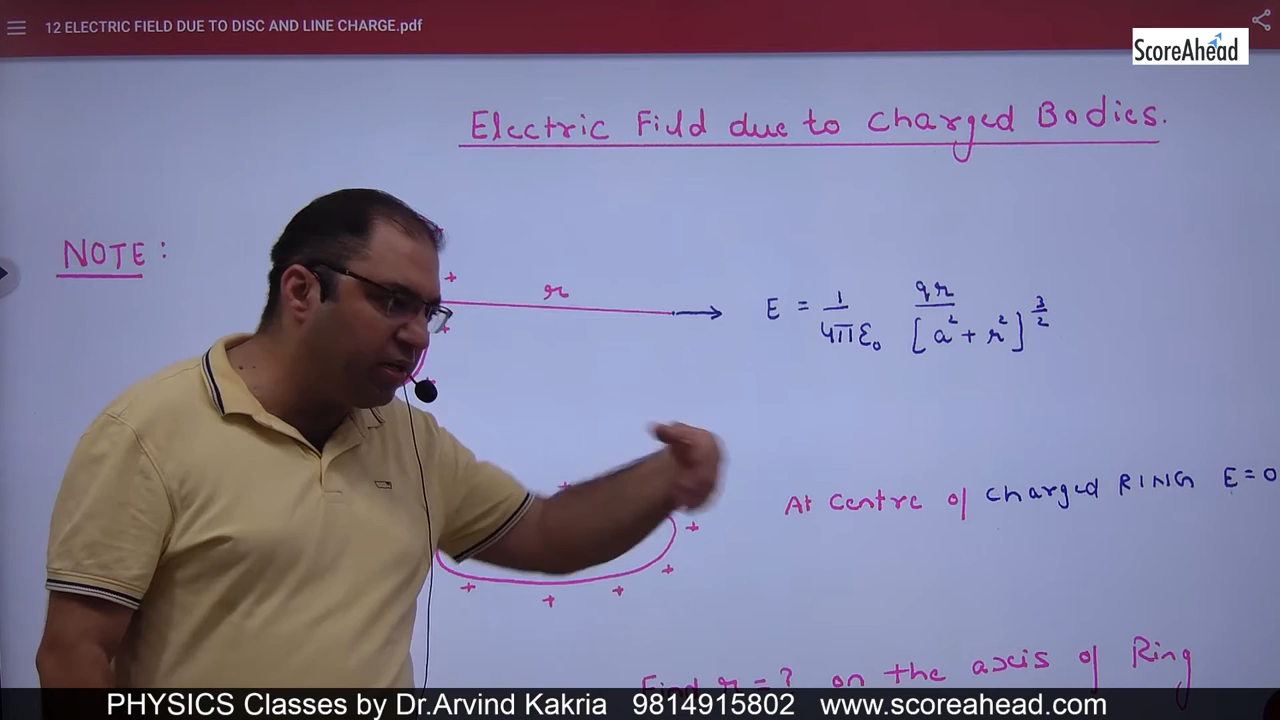 12 ELECTRIC FIELD DUE TO DISC AND LINE CHARGE.pdf
ScoreAhead
Electric Field due to Charged Bodies.
NOTE :
r
E = 1/4πε₀ qr/[a² + r²]^3/2
At Centre of Charged RING E=0
Find r = ? on the axis of Ring
PHYSICS Classes by Dr.Arvind Kakria 9814915802 www.scoreahead.com